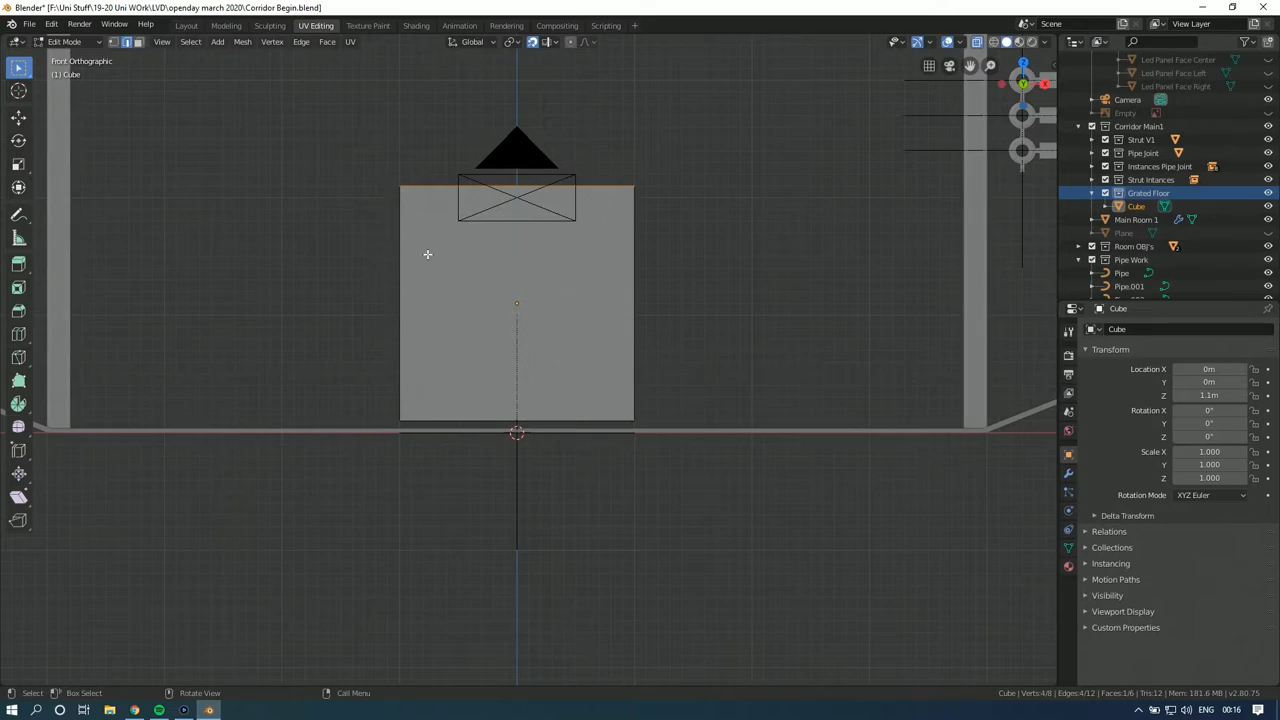 Blender* [F:\Uni Stuff\19-20 Uni WOrk\LVD\openday march 2020\Corridor Begin.blend]
File Edit Render Window Help Layout Modeling Sculpting UV Editing Texture Paint Shading Animation Rendering Compositing Scripting Scene View Layer
Edit Mode View Select Add Mesh Vertex Edge Face UV Global
Front Orthographic
(1) Cube
Led Panel Face Center
Led Panel Face Left
Led Panel Face Right
Camera
Empty
Corridor Main1
Strut V1
Pipe Joint
Instances Pipe Joint
Strut Intances
Grated Floor
Cube
Main Room 1
Plane
Room OBJ's
Pipe Work
Pipe
Pipe.001
Cube
Cube
Transform
Location X 0m
Y 0m
Z 1.1m
Rotation X 0°
Y 0°
Z 0°
Scale X 1.000
Y 1.000
Z 1.000
Rotation Mode XYZ Euler
Delta Transform
Relations
Collections
Instancing
Motion Paths
Visibility
Viewport Display
Custom Properties
Select Box Select Rotate View Call Menu Cube | Verts:4/8 | Edges:4/12 | Faces:1/6 | Tris:12 | Mem: 181.6 MB | v2.80.75
ENG 00:16